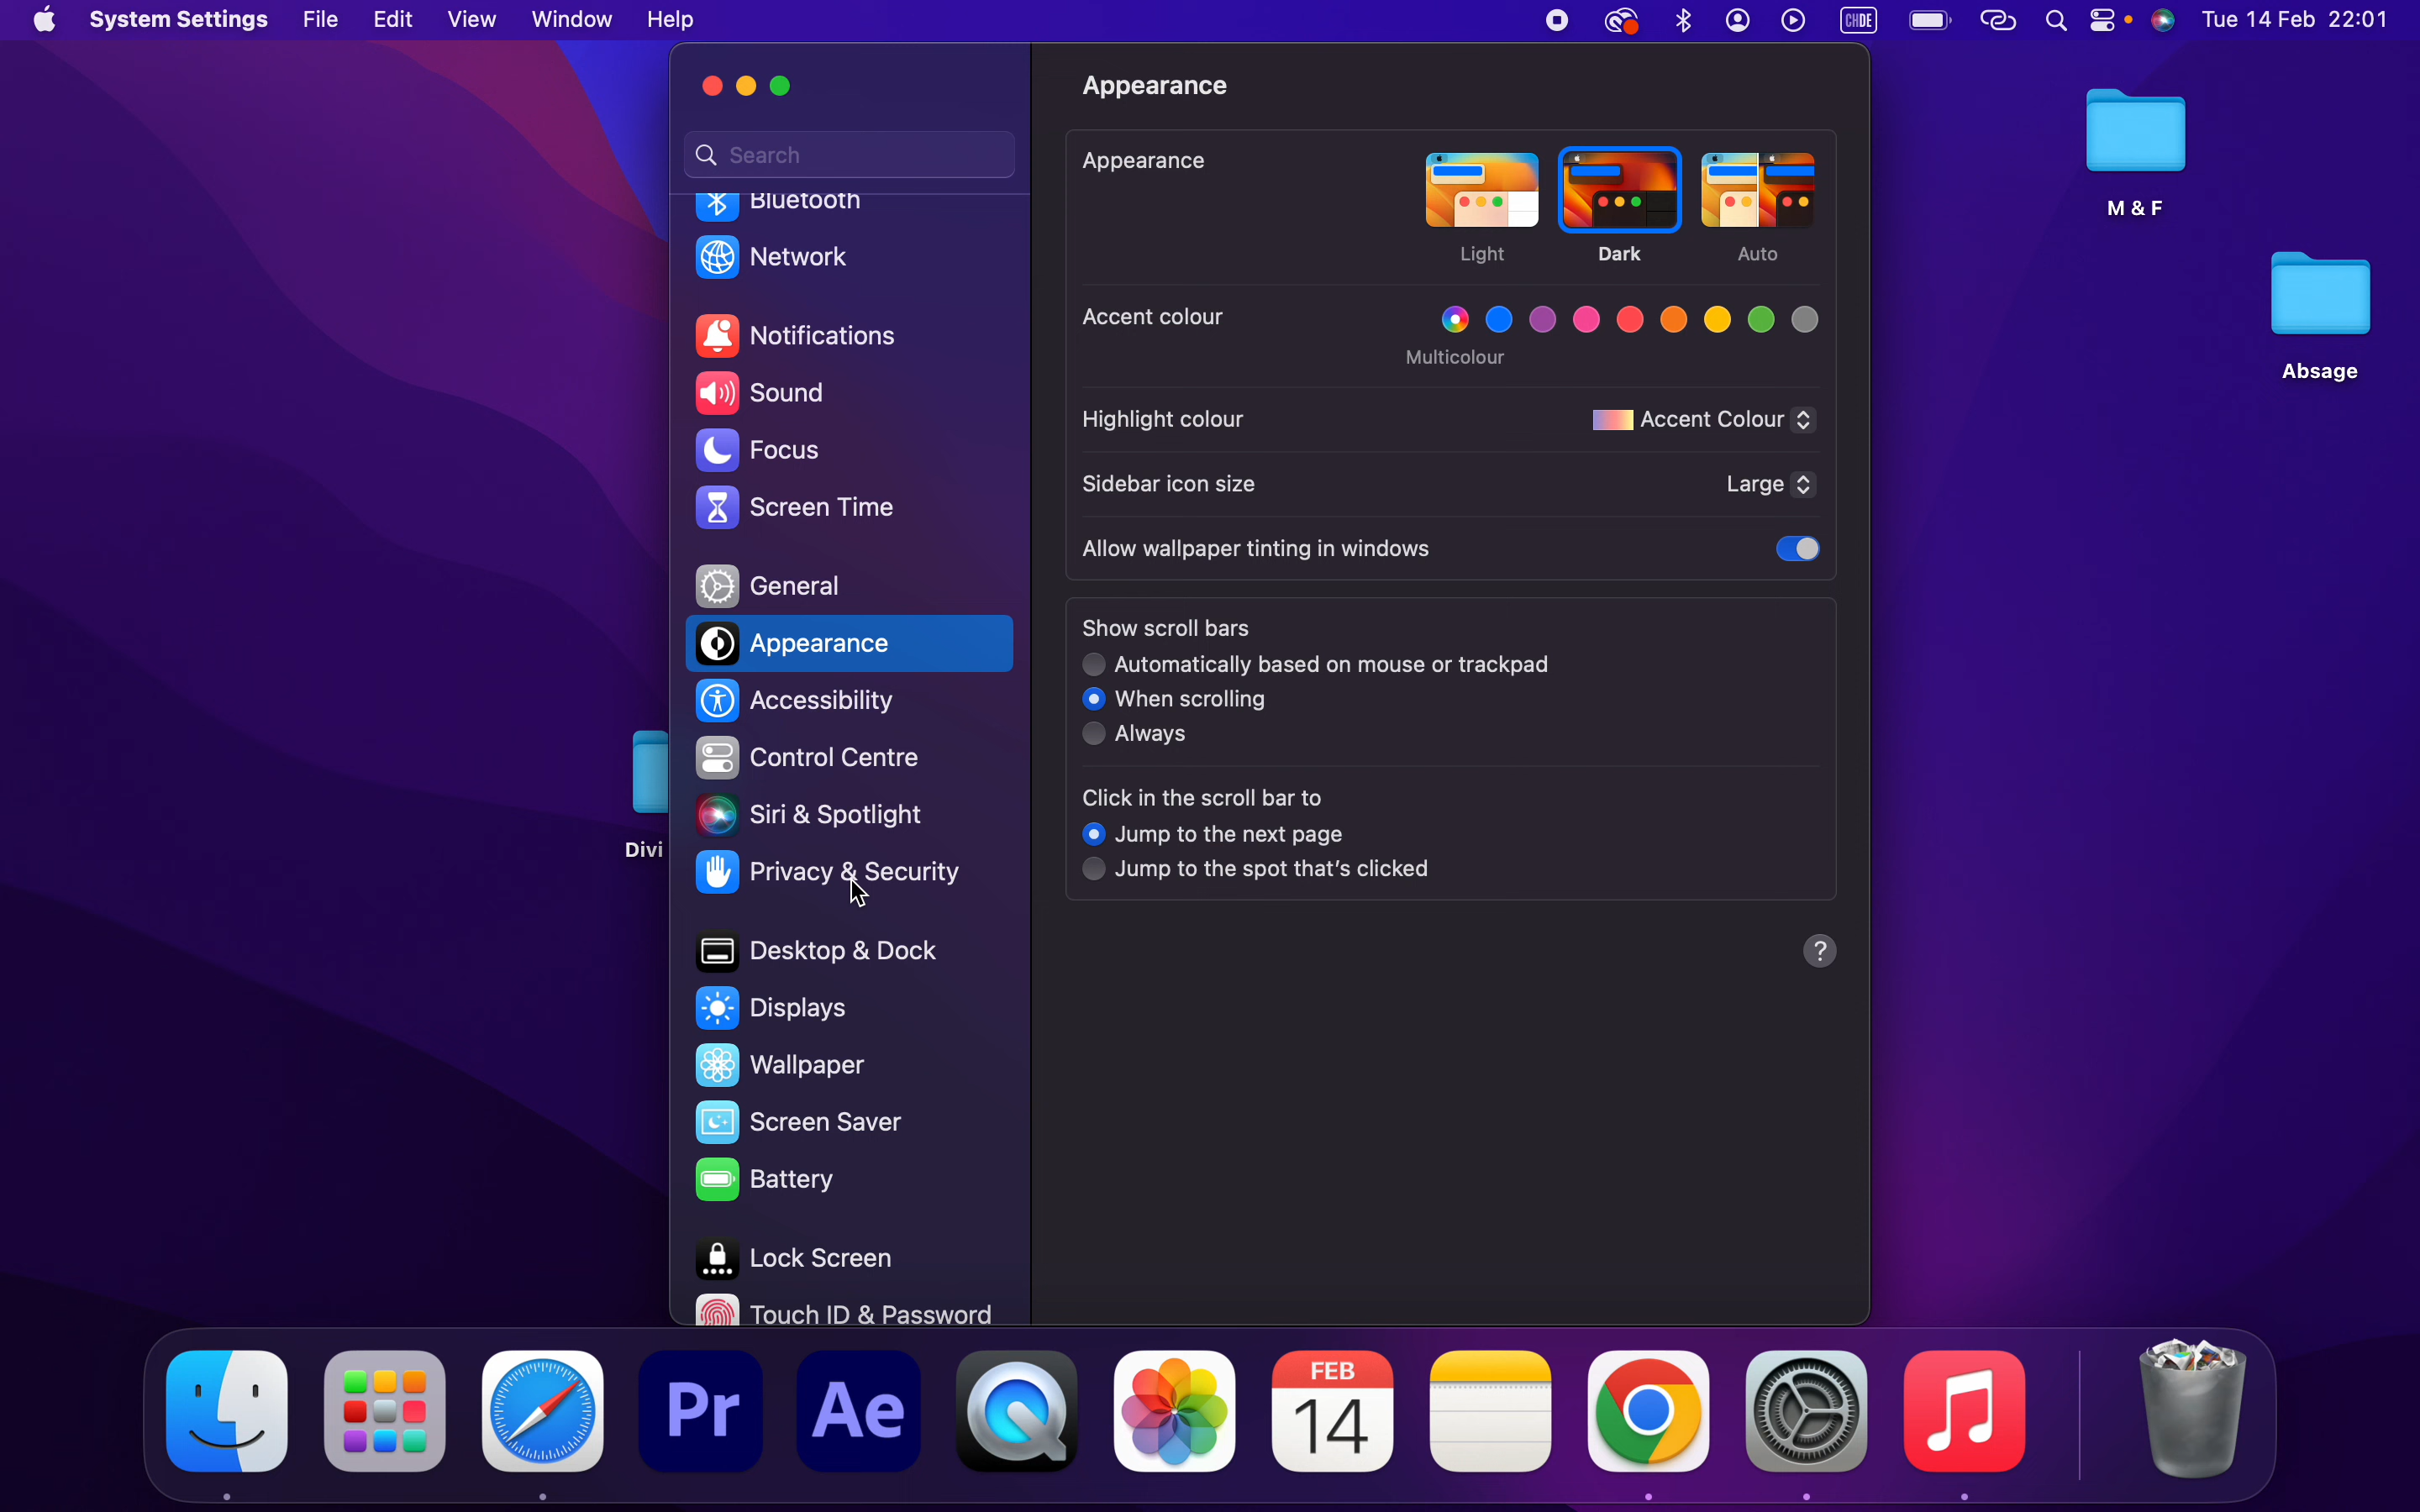 System Settings File Edit View Window Help CHDE Tue 14 Feb 22:01
Search
Bluetooth
Network
Notifications
Sound
Focus
Screen Time
General
Appearance
Accessibility
Control Centre
Siri & Spotlight
Privacy & Security
Desktop & Dock
Displays
Wallpaper
Screen Saver
Battery
Lock Screen
Touch ID & Password
Appearance
Appearance
Light Dark Auto
Accent colour
Multicolour
Highlight colour Accent Colour
Sidebar icon size Large
Allow wallpaper tinting in windows
Show scroll bars
Automatically based on mouse or trackpad
When scrolling
Always
Click in the scroll bar to
Jump to the next page
Jump to the spot that's clicked
?
M & F
Absage
Divi
Pr Ae FEB
14